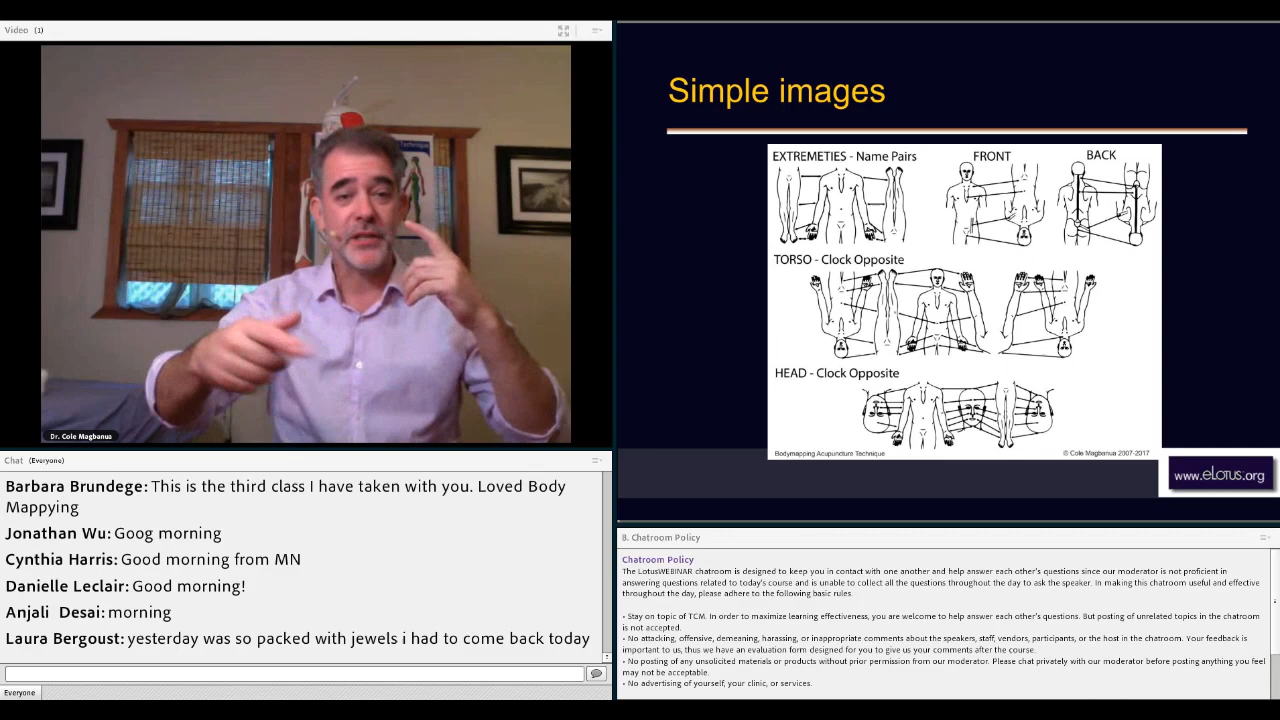 Video (1)
Technique
Dr. Cole Magbanua
Chat (Everyone)
Barbara Brundege: This is the third class I have taken with you. Loved Body
Mappying
Jonathan Wu: Goog morning
Cynthia Harris: Good morning from MN
Danielle Leclair: Good morning!
Anjali Desai: morning
Laura Bergoust: yesterday was so packed with jewels i had to come back today
Everyone
Simple images
EXTREMETIES - Name Pairs
FRONT
BACK
TORSO - Clock Opposite
HEAD - Clock Opposite
Bodymapping Acupuncture Technique
© Cole Magbanua 2007-2017
www.eLotus.org
8. Chatroom Policy
Chatroom Policy
The LotusWEBINAR chatroom is designed to keep you in contact with one another and help answer each other's questions since our moderator is not proficient in
answering questions related to today's course and is unable to collect all the questions throughout the day to ask the speaker. In making this chatroom useful and effective
throughout the day, please adhere to the following basic rules.
• Stay on topic of TCM. In order to maximize learning effectiveness, you are welcome to help answer each other's questions. But posting of unrelated topics in the chatroom
is not accepted.
• No attacking, offensive, demeaning, harassing, or inappropriate comments about the speakers, staff, vendors, participants, or the host in the chatroom. Your feedback is
important to us, thus we have an evaluation form designed for you to give us your comments after the course.
• No posting of any unsolicited materials or products without prior permission from our moderator. Please chat privately with our moderator before posting anything you feel
may not be acceptable.
• No advertising of yourself, your clinic, or services.